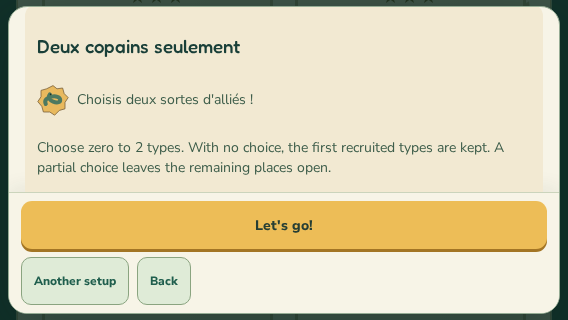 Deux copains seulement
Choisis deux sortes d'alliés !
Choose zero to 2 types. With no choice, the first recruited types are kept. A
partial choice leaves the remaining places open.
Let's go!
Another setup
Back